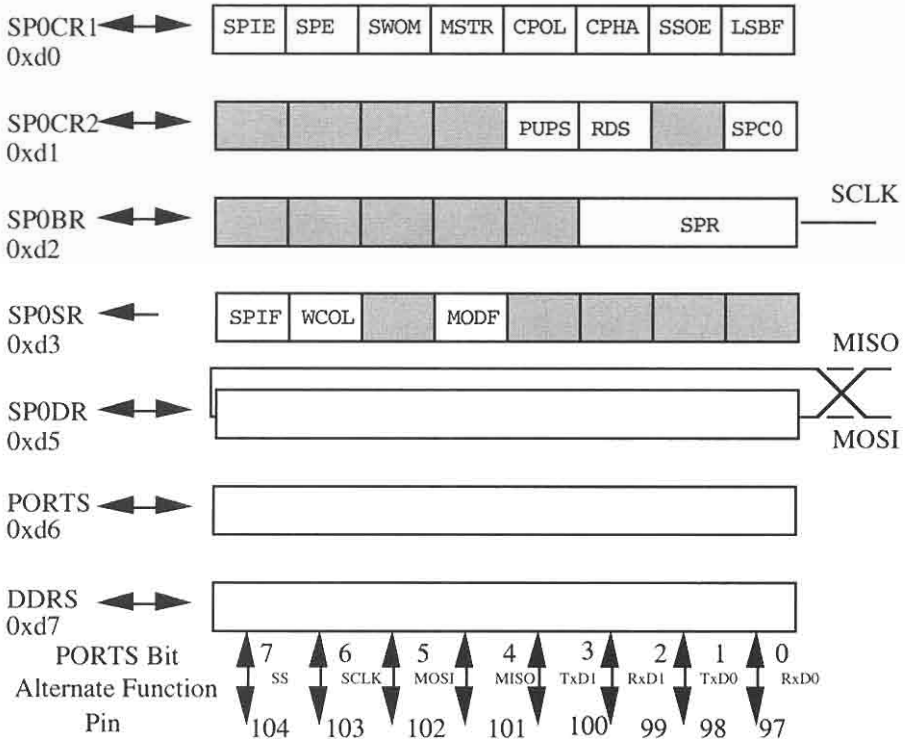 SP0CR1 SPIE SPE SWOM MSTR CPOL CPHA SSOE LSBF
0xd0
SP0CR2 PUPS RDS SPC0
0xd1
SP0BR SPR SCLK
0xd2
SP0SR SPIF WCOL MODF
0xd3 MISO
SP0DR
0xd5 MOSI
PORTS
0xd6
DDRS
0xd7
PORTS Bit 7 6 5 4 3 2 1 0
Alternate Function SS SCLK MOSI MISO TxD1 RxD1 TxD0 RxD0
Pin 104 103 102 101 100 99 98 97